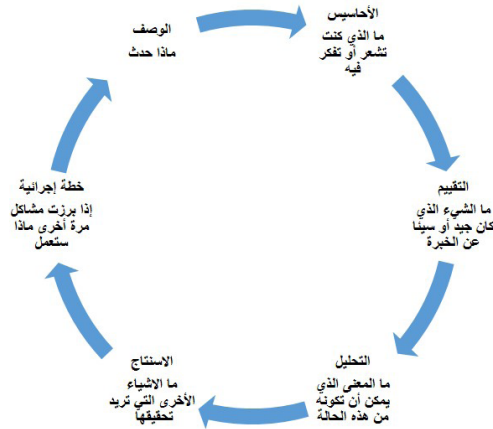 الوصف
ماذا حدث
الأحاسيس
ما الذي كنت
تشعر أو تفكر
فيه
التقييم
ما الشيء الذي
كان جيد أو سيئا
عن الخبرة
التحليل
ما المعنى الذي
يمكن أن تكونه
من هذه الحالة
الاسنتاج
ما الاشياء
الأخرى التي تريد
تحقيقها
خطة إجرائية
إذا برزت مشاكل
مرة أخرى ماذا
ستعمل